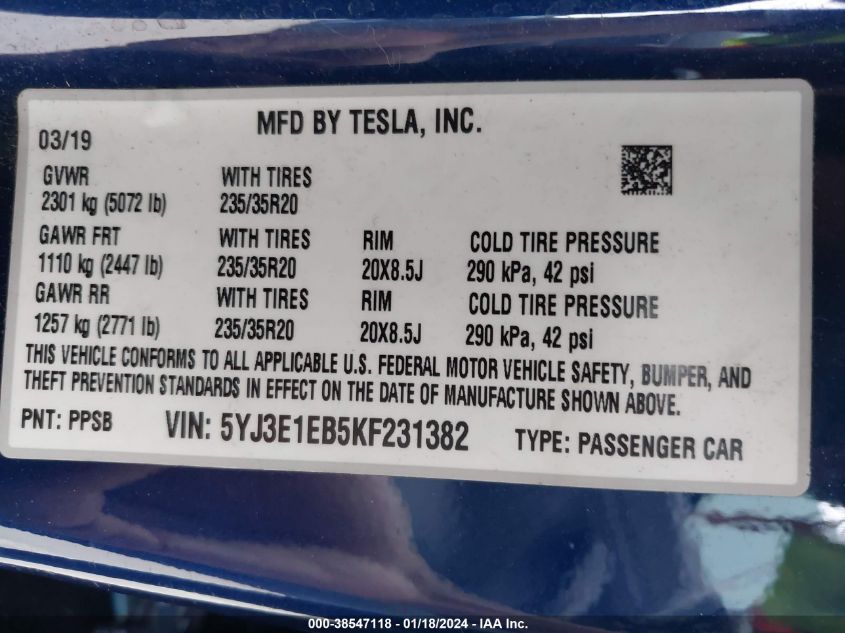 MFD BY TESLA, INC.
03/19
GVWR WITH TIRES
2301 kg (5072 lb) 235/35R20
GAWR FRT WITH TIRES RIM COLD TIRE PRESSURE
1110 kg (2447 lb) 235/35R20 20X8.5J 290 kPa, 42 psi
GAWR RR WITH TIRES RIM COLD TIRE PRESSURE
1257 kg (2771 lb) 235/35R20 20X8.5J 290 kPa, 42 psi
THIS VEHICLE CONFORMS TO ALL APPLICABLE U.S. FEDERAL MOTOR VEHICLE SAFETY, BUMPER, AND
THEFT PREVENTION STANDARDS IN EFFECT ON THE DATE OF MANUFACTURE SHOWN ABOVE.
PNT: PPSB VIN: 5YJ3E1EB5KF231382 TYPE: PASSENGER CAR
000-38547118 - 01/18/2024 - IAAI.COM